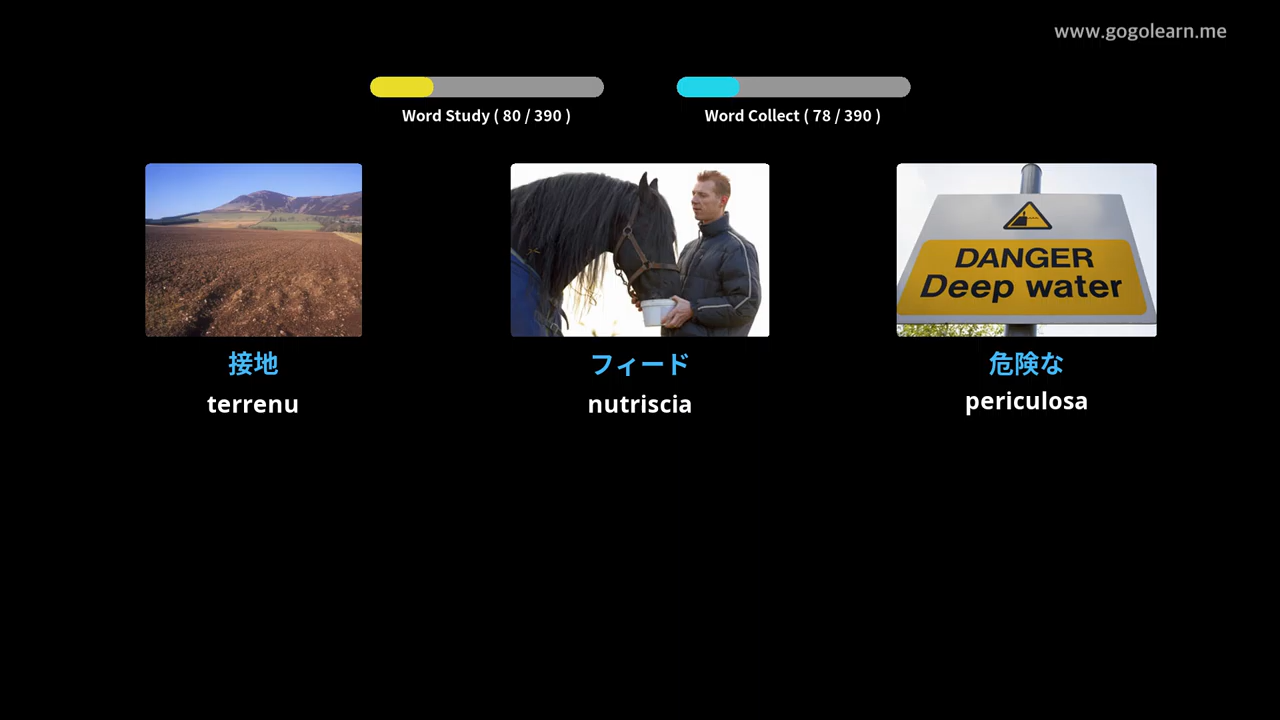 www.gogolearn.me
Word Study ( 80 / 390 )
Word Collect ( 78 / 390 )
DANGER
Deep water
接地
フィード
危険な
terrenu
nutriscia
periculosa